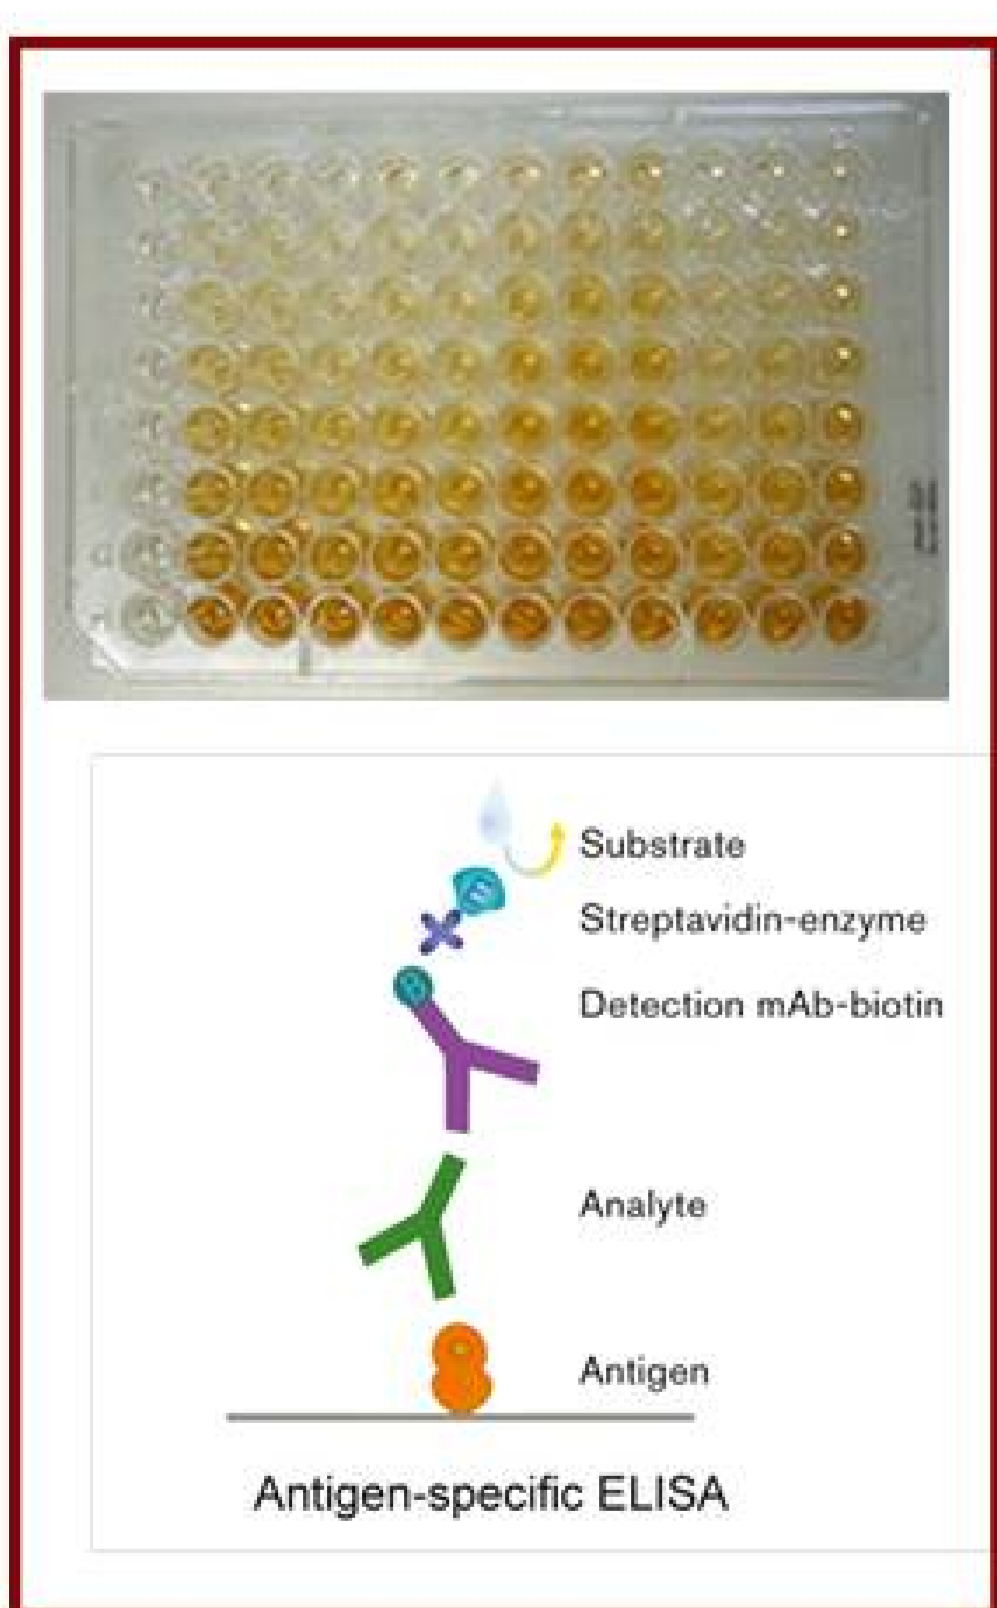 Substrate
Streptavidin-enzyme
Detection mAb-biotin
Analyte
Antigen
Antigen-specific ELISA